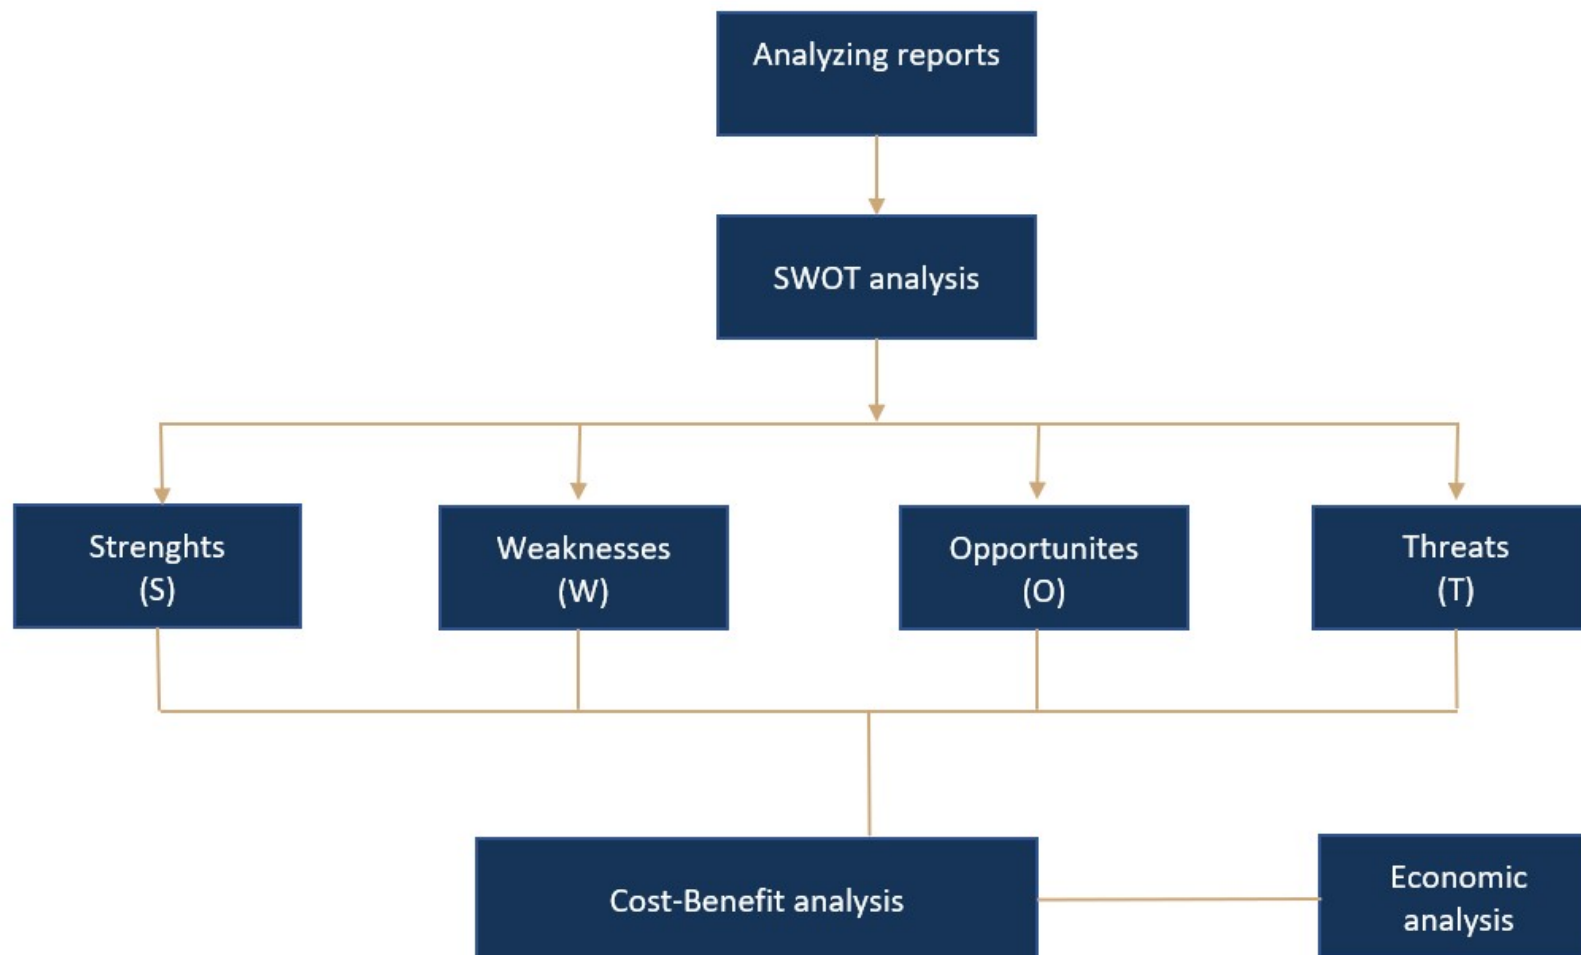 Analyzing reports
SWOT analysis
Strenghts
(S)
Weaknesses
(W)
Opportunites
(O)
Threats
(T)
Cost-Benefit analysis
Economic
analysis